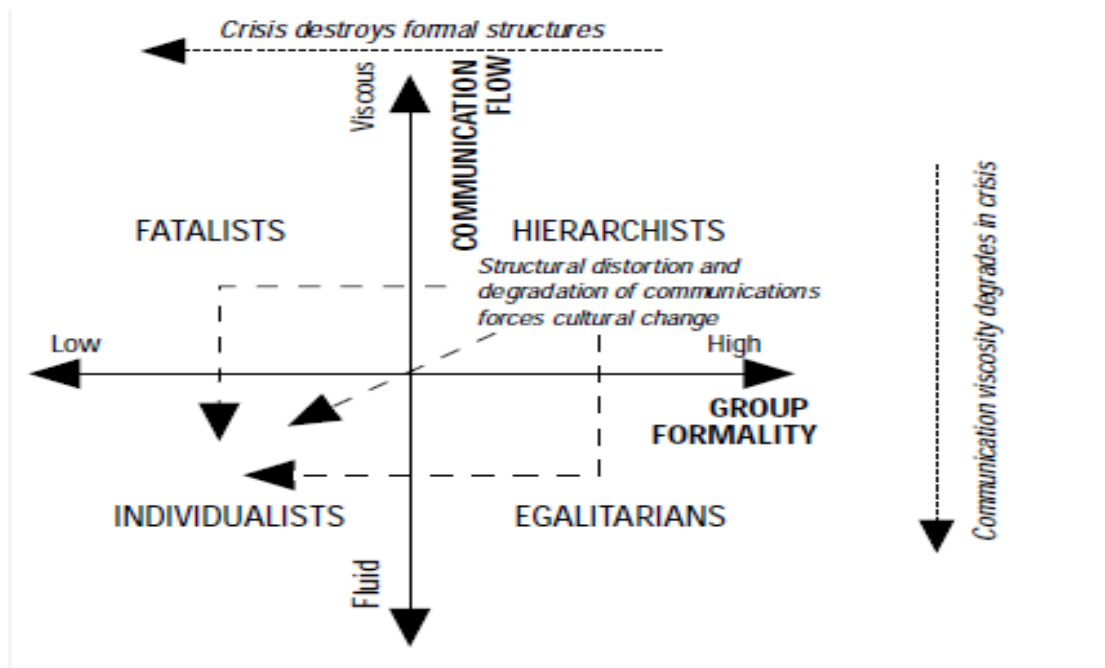 Crisis destroys formal structures
Viscous
COMMUNICATION
FLOW
FATALISTS
HIERARCHISTS
Structural distortion and
degradation of communications
forces cultural change
Low
High
GROUP
FORMALITY
INDIVIDUALISTS
EGALITARIANS
Fluid
Communication viscosity degrades in crisis